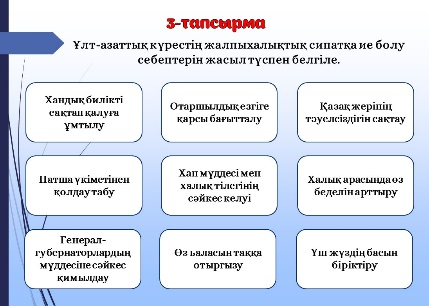 3-тапсырма
Ұлт-азаттық күрестің жалпыхалықтық сипатқа ие болу
себептерін жасыл түспен белгіле.
Хандық билікті
сақтап қалуға
ұмтылу
Отаршылдық езгіге
қарсы бағытталу
Қазақ жерінің
тәуелсіздігін сақтау
Патша үкіметінен
қолдау табу
Хан мүддесі мен
халық тілегінің
сәйкес келуі
Халық арасында өз
беделін арттыру
Генерал-
губернаторлардың
мүддесіне сәйкес
қимылдау
Өз баласын таққа
отырғызу
Үш жүздің басын
біріктіру